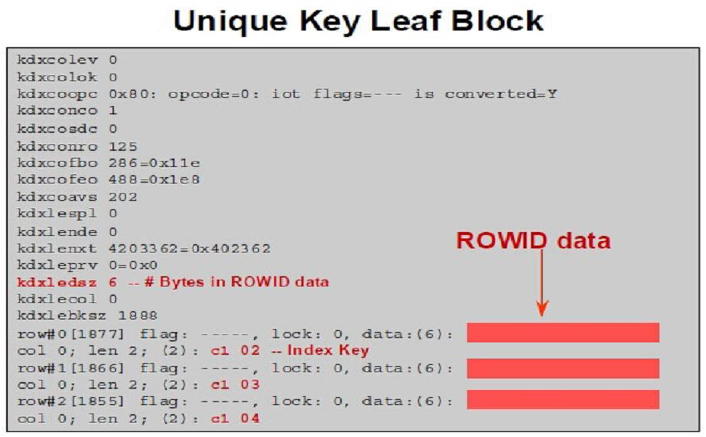 Unique Key Leaf Block
kdxcolev 0
kdxcolok 0
kdxcoopc 0x80: opcode=0: iot flags=--- is converted=Y
kdxconco 1
kdxcosdc 0
kdxconro 125
kdxcofbo 286=0x11e
kdxcofeo 488=0x1e8
kdxcoavs 202
kdxlespl 0
kdxlende 0
kdxlenxt 4203362=0x402362
kdxleprv 0=0x0
kdxledsz 6 -- # Bytes in ROWID data
kdxlecol 0
kdxlebksz 1888
ROWID data
row#0[1877] flag: -----, lock: 0, data:(6):
col 0; len 2; (2): c1 02 -- Index Key
row#1[1866] flag: -----, lock: 0, data:(6):
col 0; len 2; (2): c1 03
row#2[1855] flag: -----, lock: 0, data:(6):
col 0; len 2; (2): c1 04